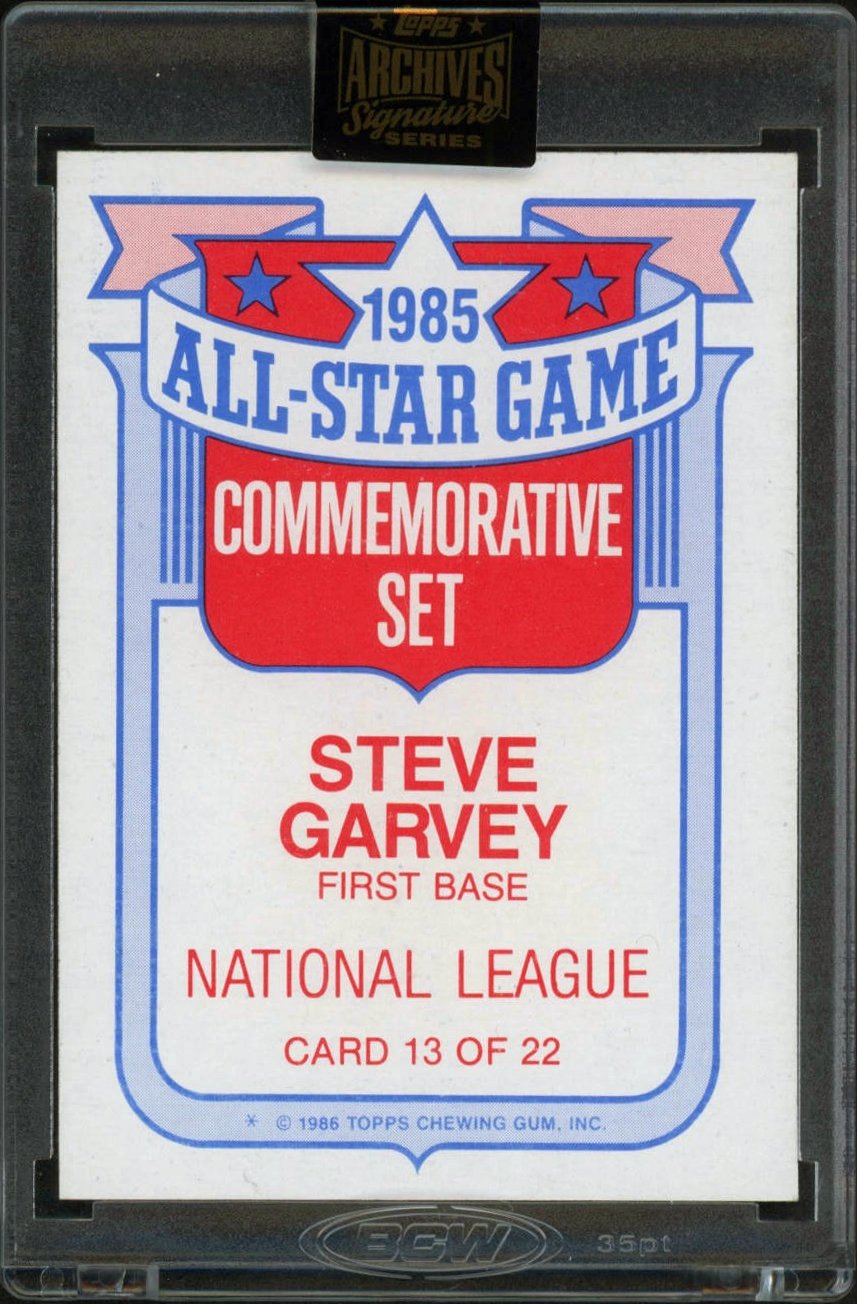 Topps
ARCHIVES
Signature
SERIES
1985
ALL-STAR GAME
COMMEMORATIVE
SET
STEVE
GARVEY
FIRST BASE
NATIONAL LEAGUE
CARD 13 OF 22
* © 1986 TOPPS CHEWING GUM, INC.
BCW 35pt